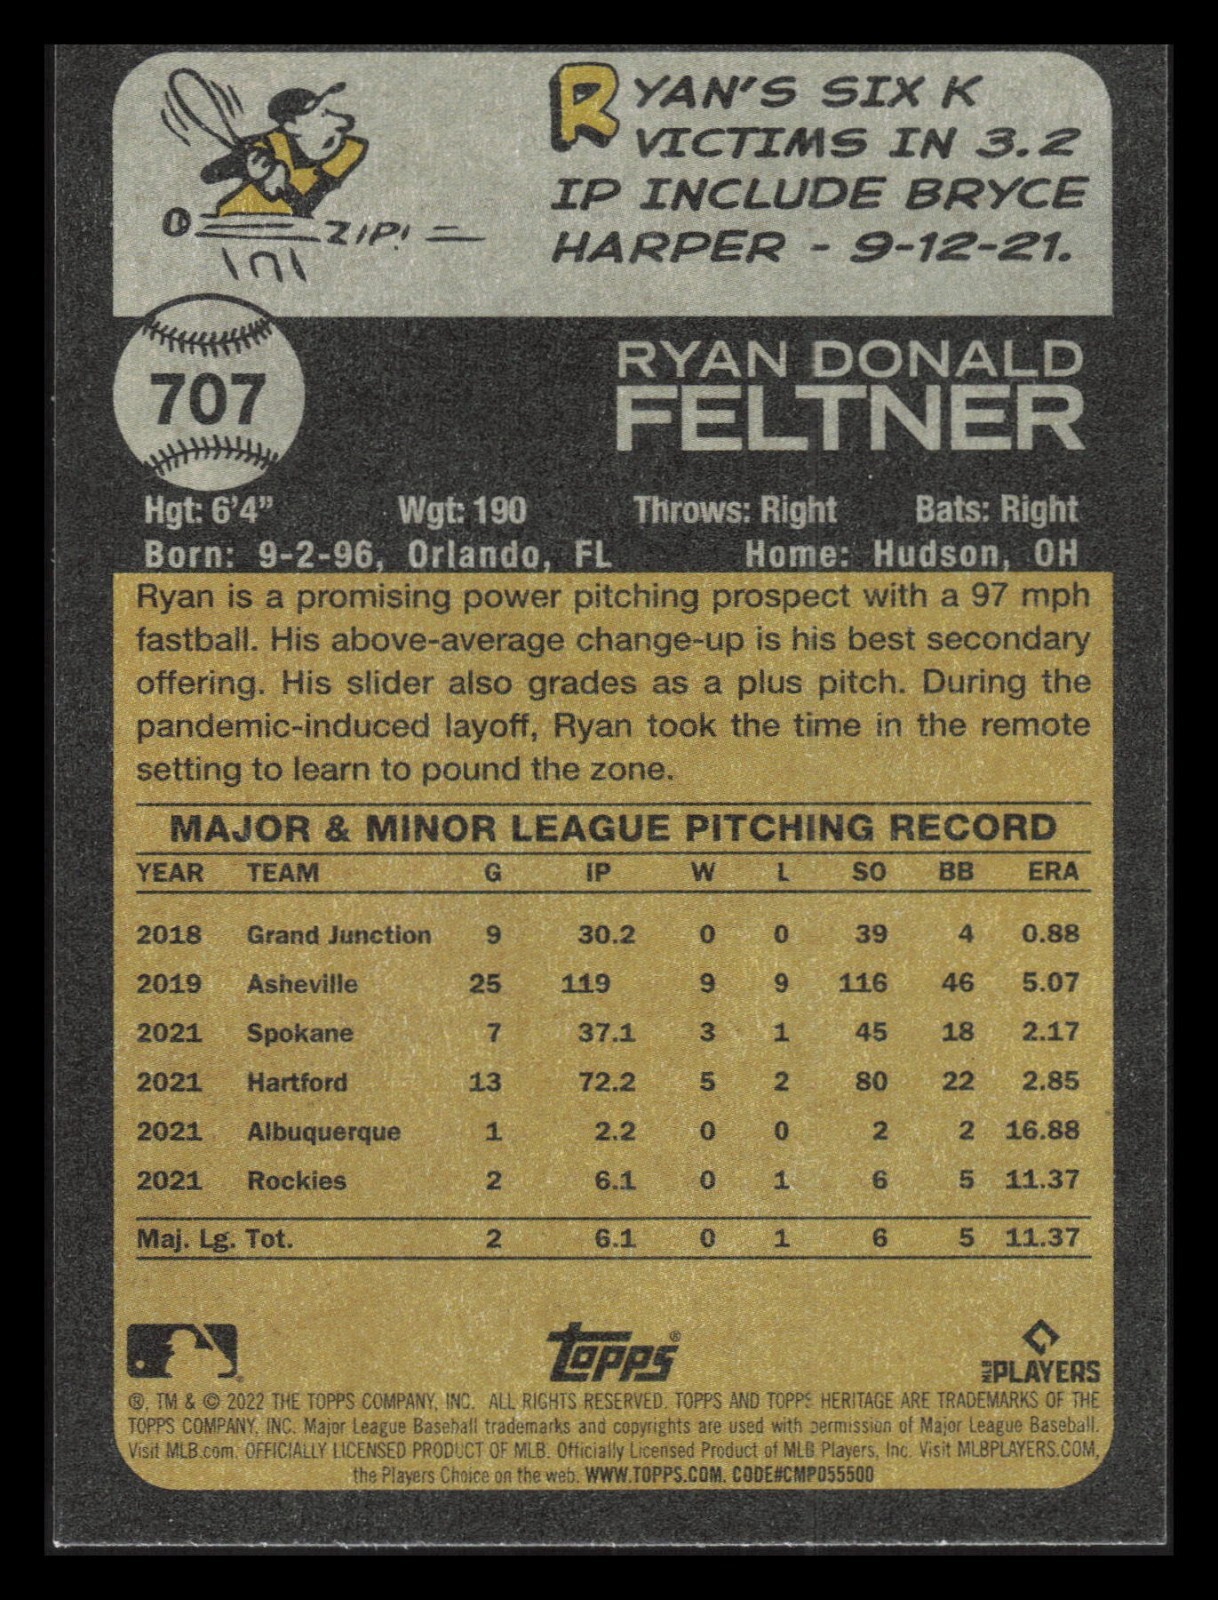 RYAN'S SIX K
VICTIMS IN 3.2
IP INCLUDE BRYCE
HARPER - 9-12-21.
ZIP!
707
RYAN DONALD
FELTNER
Hgt: 6'4" Wgt: 190 Throws: Right Bats: Right
Born: 9-2-96, Orlando, FL Home: Hudson, OH
Ryan is a promising power pitching prospect with a 97 mph
fastball. His above-average change-up is his best secondary
offering. His slider also grades as a plus pitch. During the
pandemic-induced layoff, Ryan took the time in the remote
setting to learn to pound the zone.
MAJOR & MINOR LEAGUE PITCHING RECORD
YEAR TEAM G IP W L SO BB ERA
2018 Grand Junction 9 30.2 0 0 39 4 0.88
2019 Asheville 25 119 9 9 116 46 5.07
2021 Spokane 7 37.1 3 1 45 18 2.17
2021 Hartford 13 72.2 5 2 80 22 2.85
2021 Albuquerque 1 2.2 0 0 2 2 16.88
2021 Rockies 2 6.1 0 1 6 5 11.37
Maj. Lg. Tot. 2 6.1 0 1 6 5 11.37
Topps® MLB PLAYERS
®, TM & © 2022 THE TOPPS COMPANY, INC. ALL RIGHTS RESERVED. TOPPS AND TOPPS HERITAGE ARE TRADEMARKS OF THE
TOPPS COMPANY, INC. Major League Baseball trademarks and copyrights are used with permission of Major League Baseball.
Visit MLB.com. OFFICIALLY LICENSED PRODUCT OF MLB. Officially Licensed Product of MLB Players, Inc. Visit MLBPLAYERS.COM,
the Players Choice on the web. WWW.TOPPS.COM. CODE#CMP055500